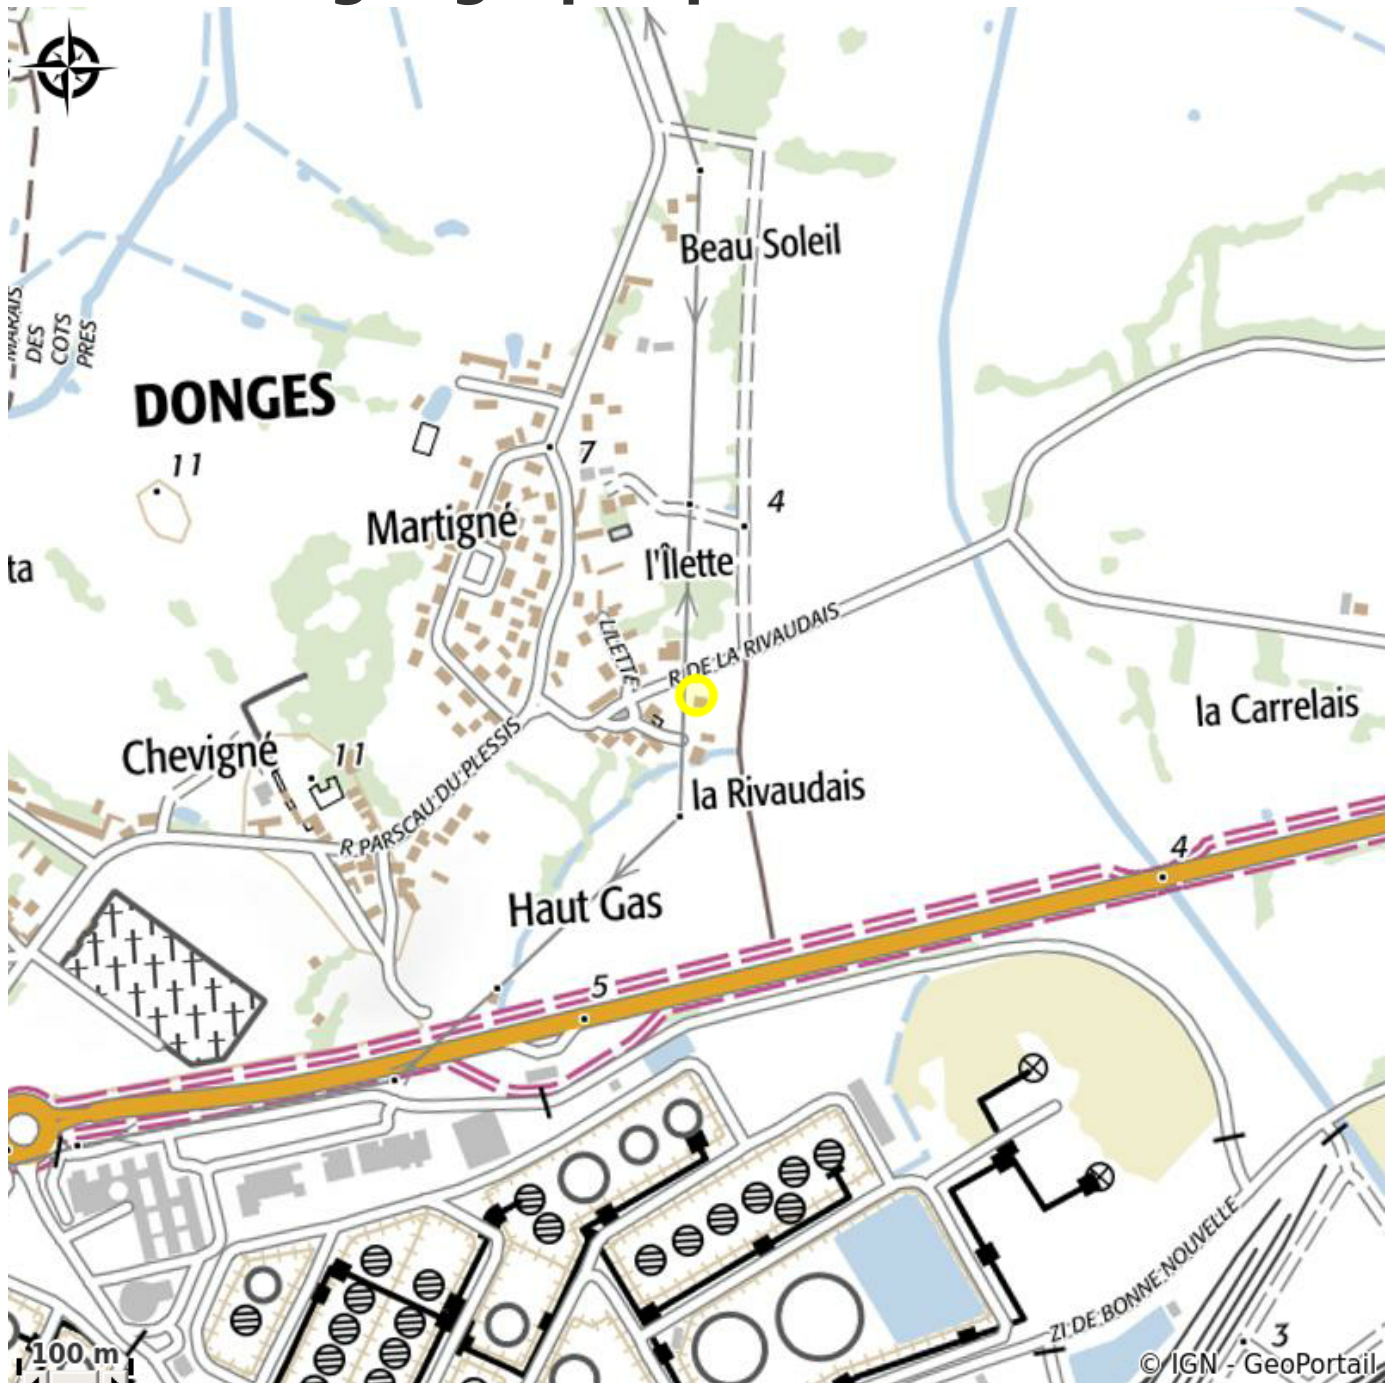 Beau Soleil
MARAIS
DES
COTS
PRES
DONGES
11
7
4
Martigné
l'Îlette
ta
L'ILETTE
R DE LA RIVAUDAIS
la Carrelais
Chevigné
11
R PARSCAU DU PLESSIS
la Rivaudais
4
Haut Gas
5
ZI DE BONNE NOUVELLE
3
100 m
© IGN - GeoPortail